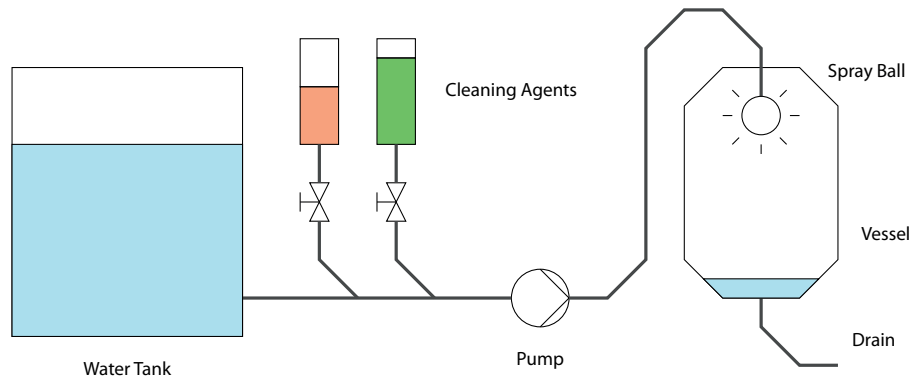 Spray Ball
Cleaning Agents
Vessel
Drain
Pump
Water Tank